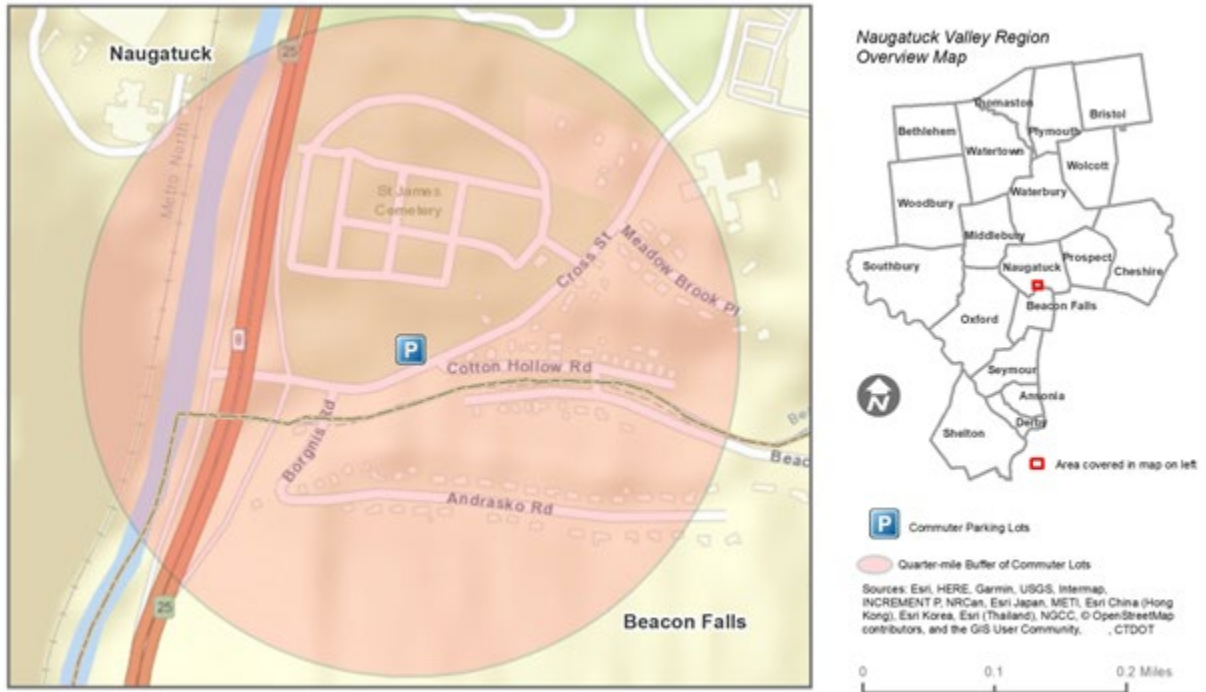 Naugatuck
25
Metro North
St James
Cemetery
Cross St
Meadow Brook Pl
8
P
Cotton Hollow Rd
Borgnis Rd
Beac
Andrasko Rd
25
Beacon Falls
Naugatuck Valley Region
Overview Map
Thomaston
Bristol
Bethlehem
Plymouth
Watertown
Wolcott
Waterbury
Woodbury
Middlebury
Prospect
Southbury
Naugatuck
Cheshire
Beacon Falls
Oxford
Seymour
Ansonia
Derby
Shelton
N
Area covered in map on left
P Commuter Parking Lots
Quarter-mile Buffer of Commuter Lots
Sources: Esri, HERE, Garmin, USGS, Intermap,
INCREMENT P, NRCan, Esri Japan, METI, Esri China (Hong
Kong), Esri Korea, Esri (Thailand), NGCC, © OpenStreetMap
contributors, and the GIS User Community, , CTDOT
0 0.1 0.2 Miles